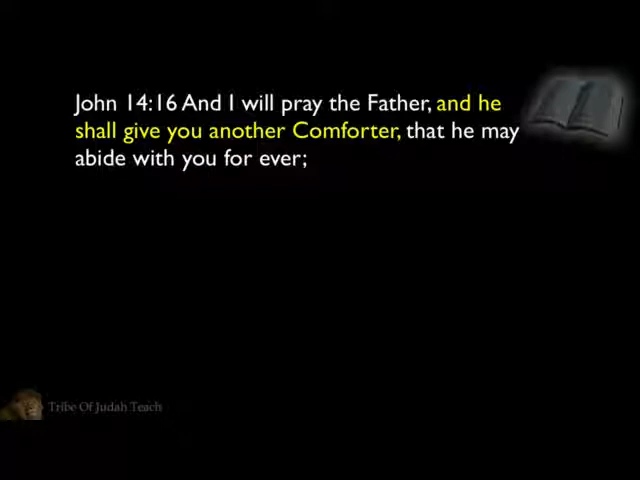 John 14:16 And I will pray the Father, and he
shall give you another Comforter, that he may
abide with you for ever;
Tribe Of Judah Teach